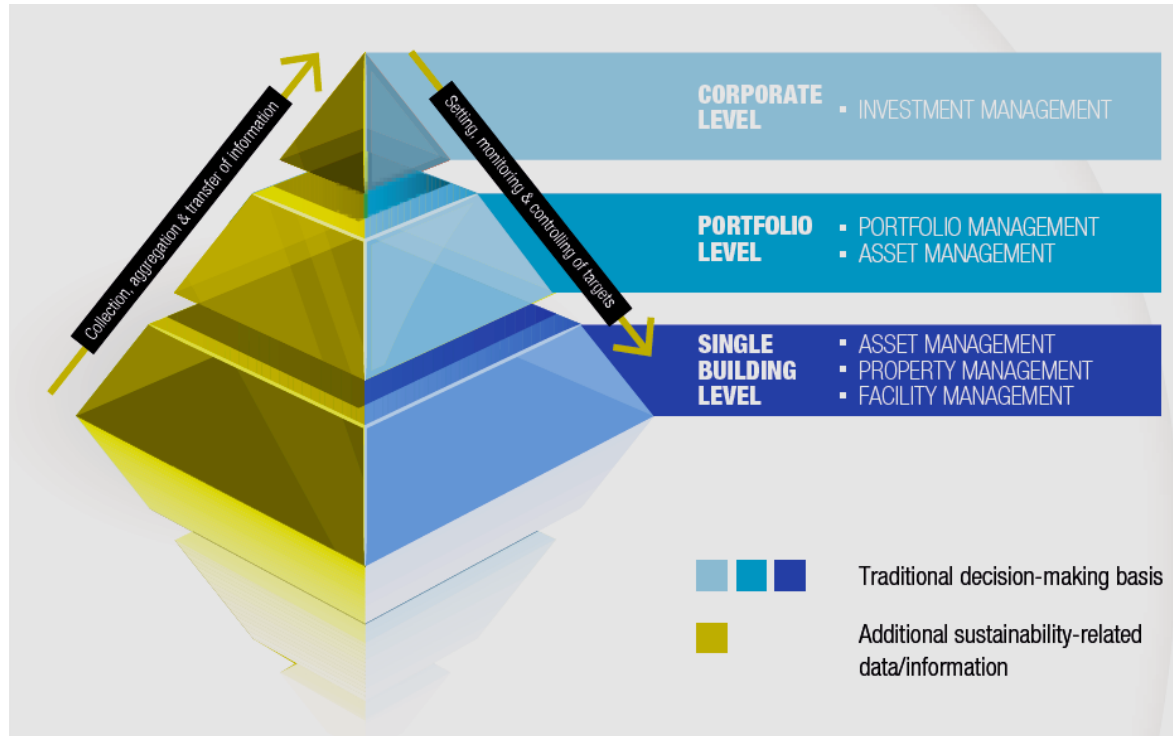 Collection, aggregation & transfer of information
Setting, monitoring & controlling of targets
CORPORATE
LEVEL
▪ INVESTMENT MANAGEMENT
PORTFOLIO
LEVEL
▪ PORTFOLIO MANAGEMENT
▪ ASSET MANAGEMENT
SINGLE
BUILDING
LEVEL
▪ ASSET MANAGEMENT
▪ PROPERTY MANAGEMENT
▪ FACILITY MANAGEMENT
Traditional decision-making basis
Additional sustainability-related
data/information